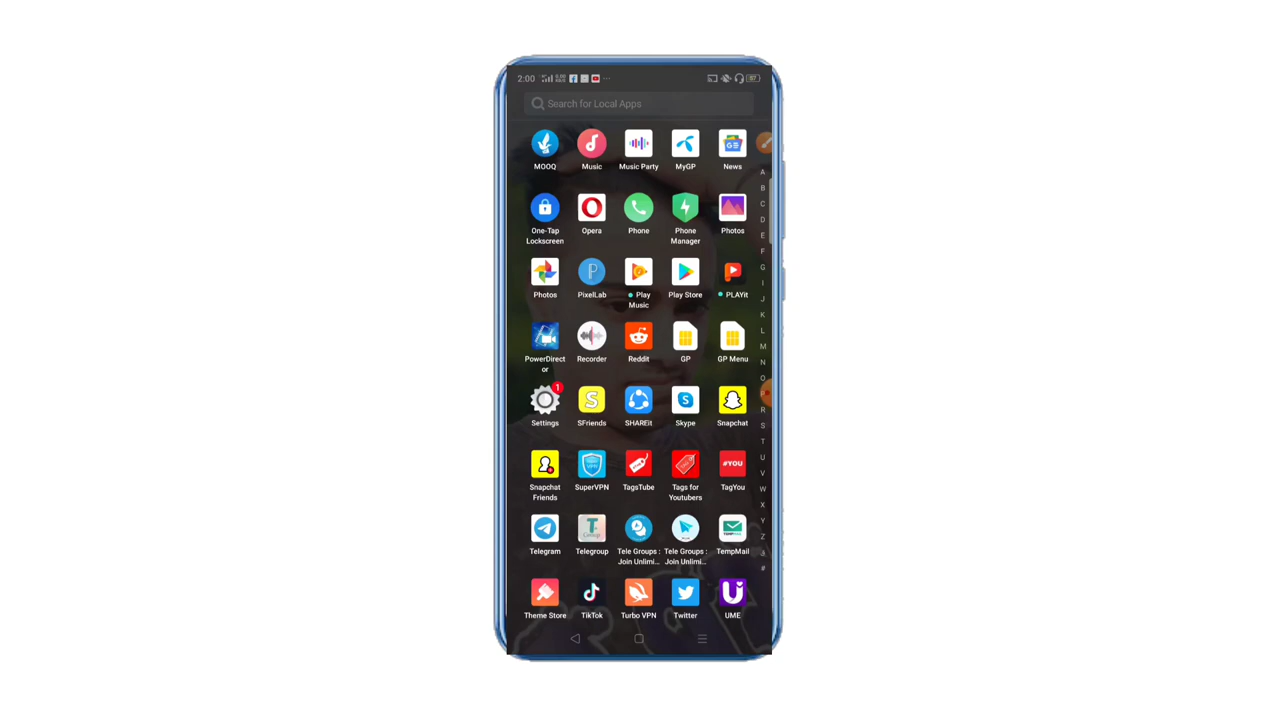 2:00
Search for Local Apps
MOOQ Music Music Party MyGP News
One-Tap Lockscreen Opera Phone Phone Manager Photos
Photos PixelLab Play Music Play Store PLAYit
PowerDirector Recorder Reddit GP GP Menu
Settings 1 SFriends SHAREit Skype Snapchat
Snapchat Friends SuperVPN TagsTube Tags for Youtubers #YOU TagYou
Telegram Telegroup Tele Groups : Join Unlimi... Tele Groups : Join Unlimi... TempMail
Theme Store TikTok Turbo VPN Twitter UME
A
B
C
D
E
F
G
I
J
K
L
M
N
O
R
S
T
U
V
W
X
Y
Z
#